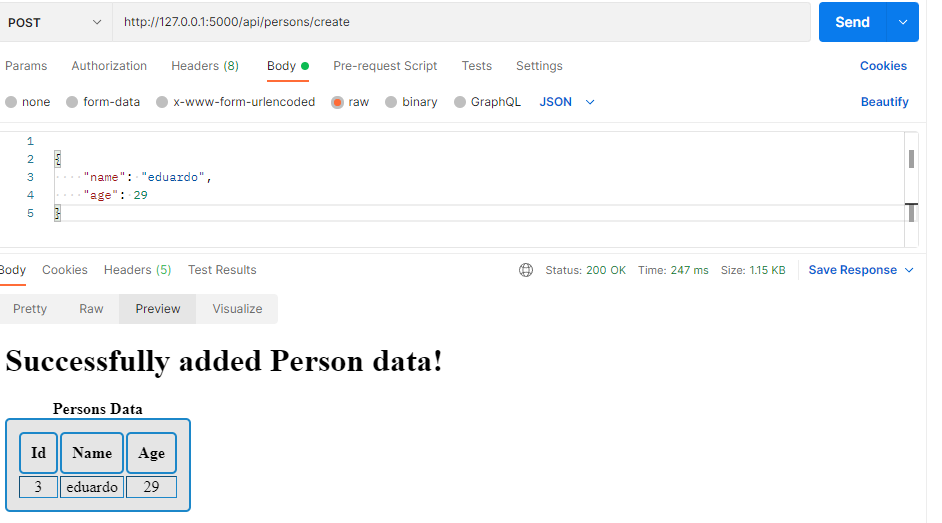 POST http://127.0.0.1:5000/api/persons/create Send
Params Authorization Headers (8) Body Pre-request Script Tests Settings Cookies
none form-data x-www-form-urlencoded raw binary GraphQL JSON Beautify
1
2 {
3 "name": "eduardo",
4 "age": 29
5 }
Body Cookies Headers (5) Test Results Status: 200 OK Time: 247 ms Size: 1.15 KB Save Response
Pretty Raw Preview Visualize
Successfully added Person data!
Persons Data
Id Name Age
3 eduardo 29